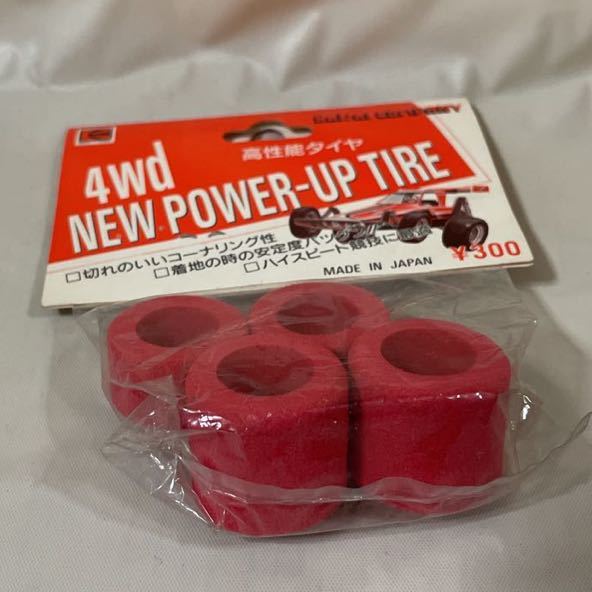 高性能タイヤ
4wd
NEW POWER-UP TIRE
□切れのいいコーナリング性
□着地の時の安定度バツ
□ハイスピード競技に最適
¥300
MADE IN JAPAN